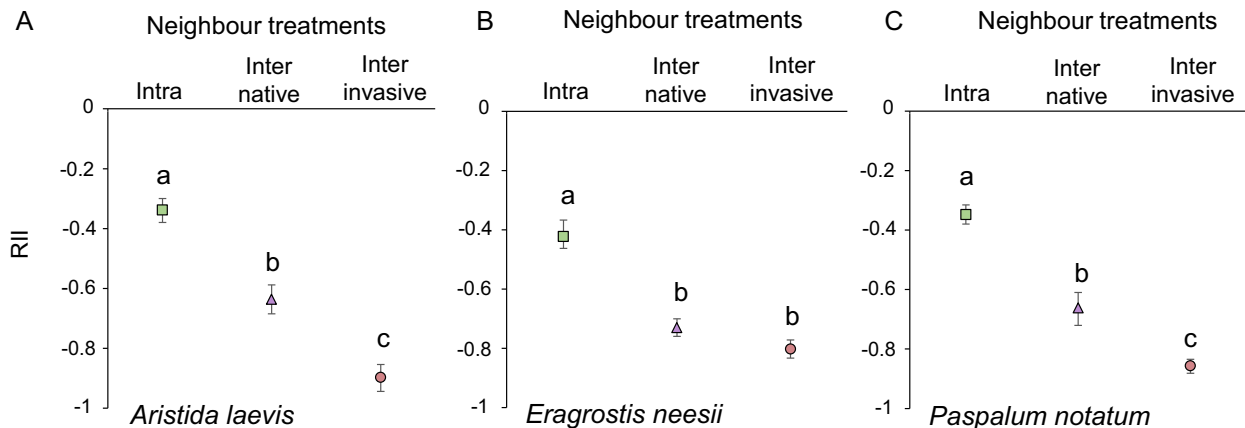 A
Neighbour treatments
Intra
Inter
native
Inter
invasive
RII
0
-0.2
-0.4
-0.6
-0.8
-1
a
b
c
Aristida laevis
B
Neighbour treatments
Intra
Inter
native
Inter
invasive
0
-0.2
-0.4
-0.6
-0.8
-1
a
b
b
Eragrostis neesii
C
Neighbour treatments
Intra
Inter
native
Inter
invasive
0
-0.2
-0.4
-0.6
-0.8
-1
a
b
c
Paspalum notatum